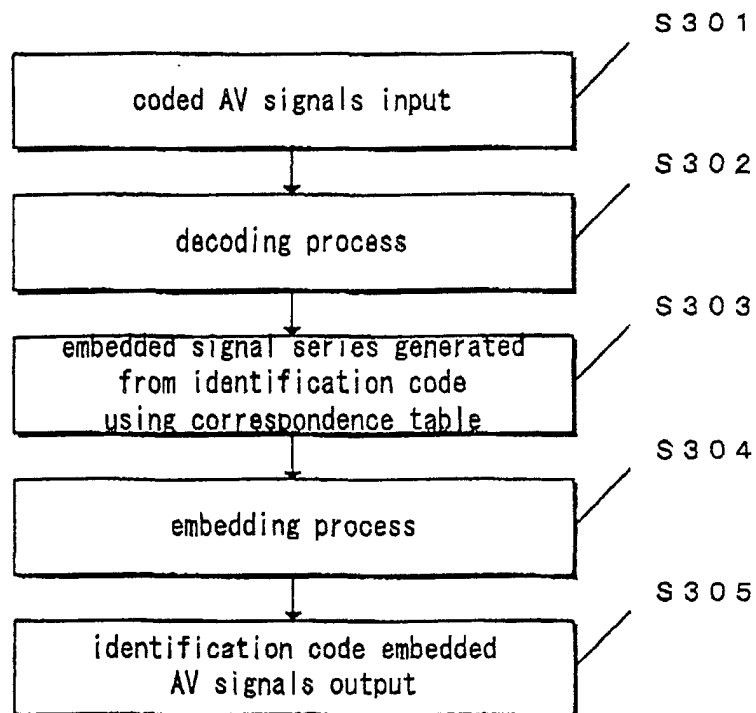 S301
coded AV signals input
S302
decoding process
S303
embedded signal series generated
from identification code
using correspondence table
S304
embedding process
S305
identification code embedded
AV signals output